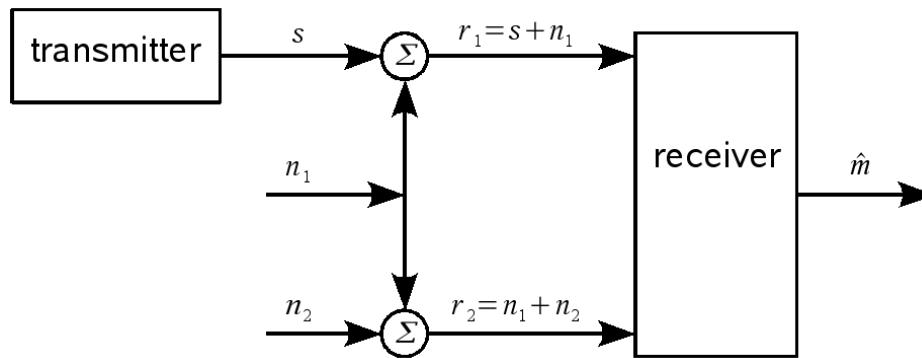 transmitter
s
Σ
r₁=s+n₁
n₁
receiver
m̂
n₂
Σ
r₂=n₁+n₂